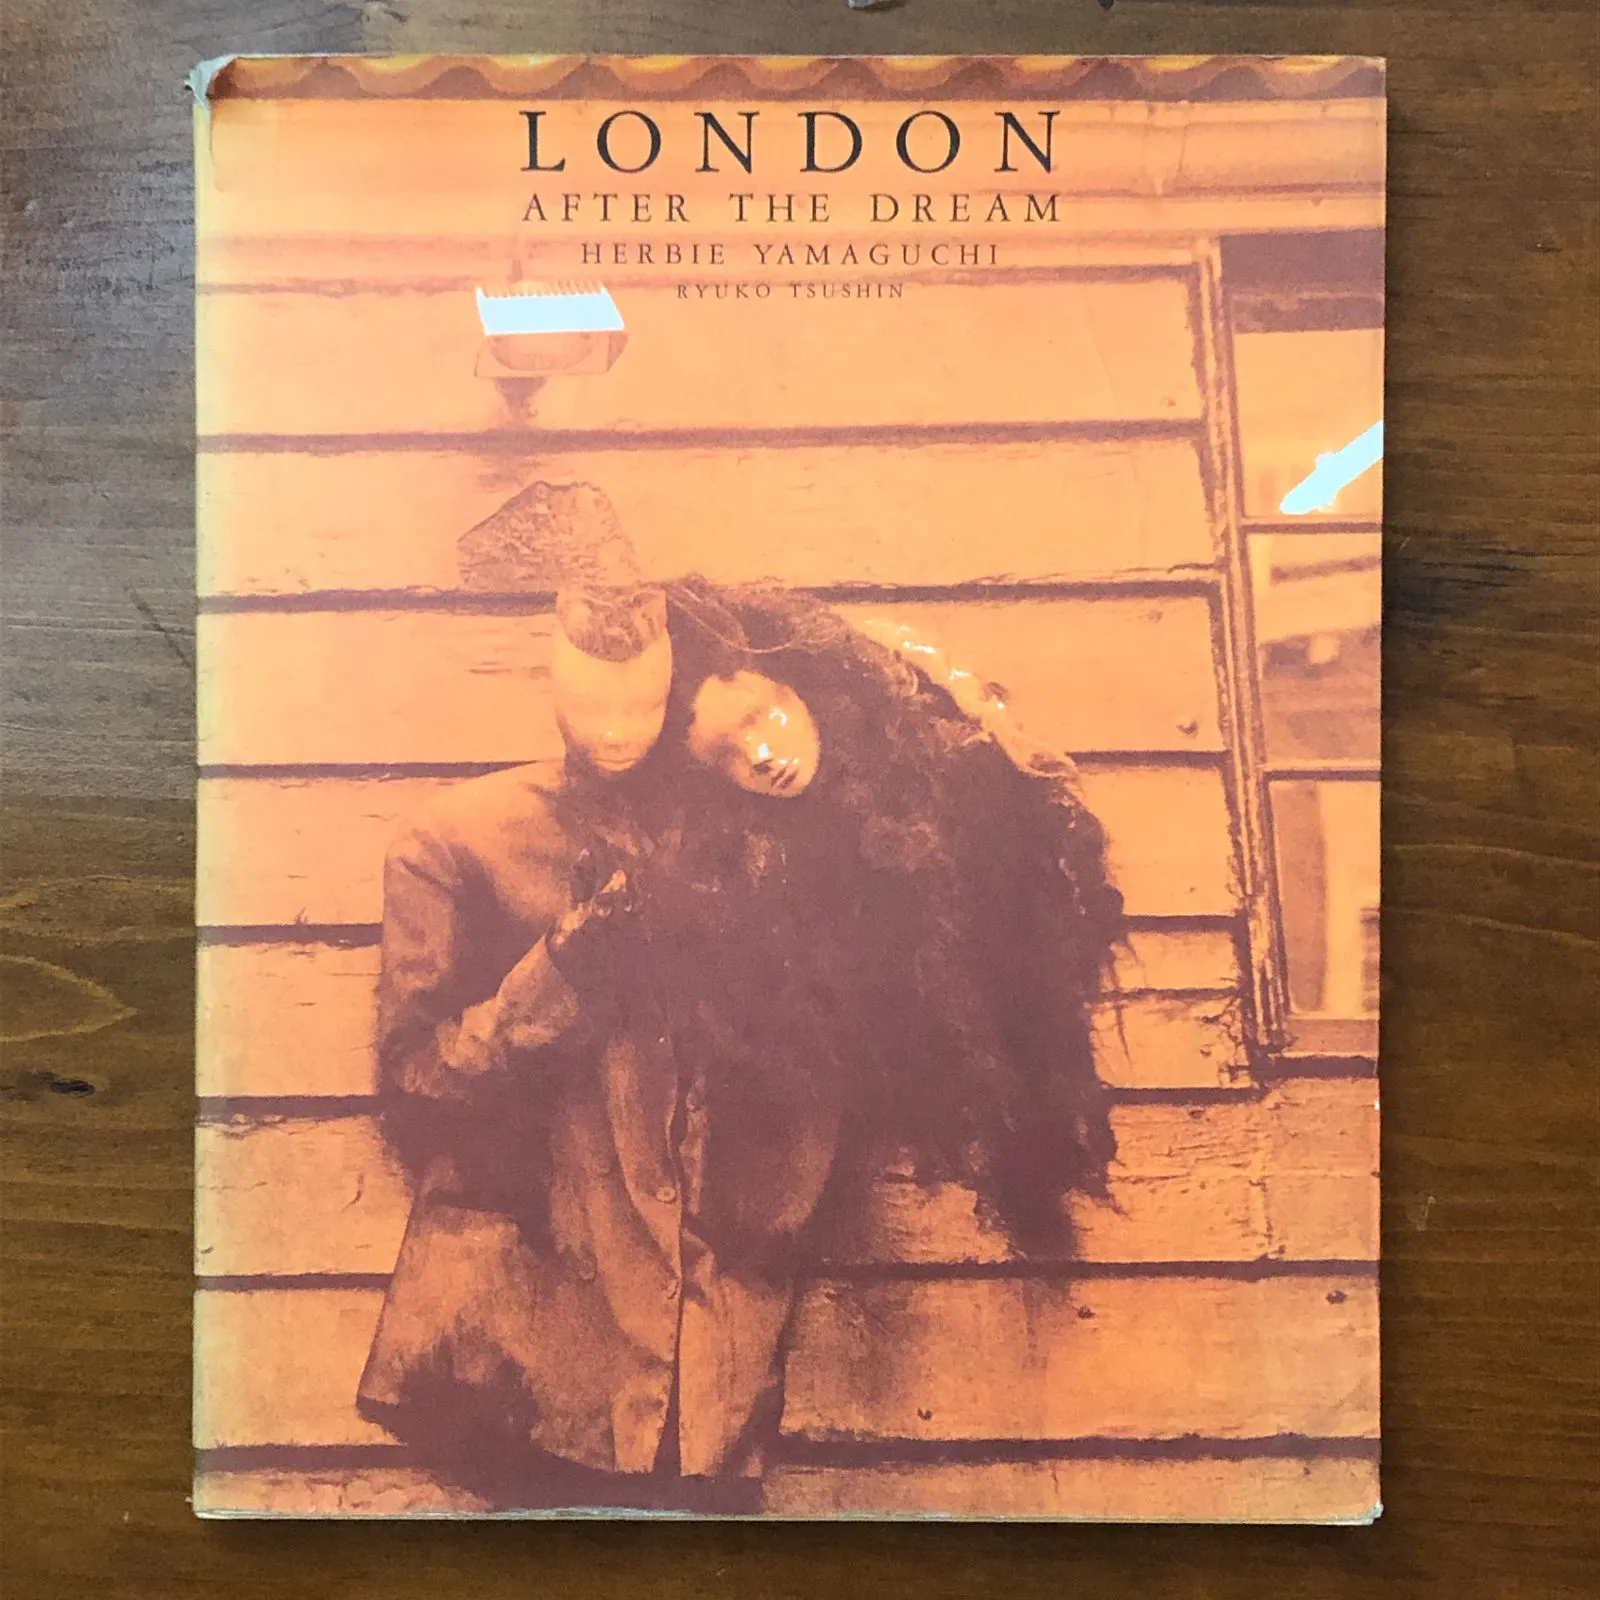 LONDON
AFTER THE DREAM
HERBIE YAMAGUCHI
RYUKO TSUSHIN